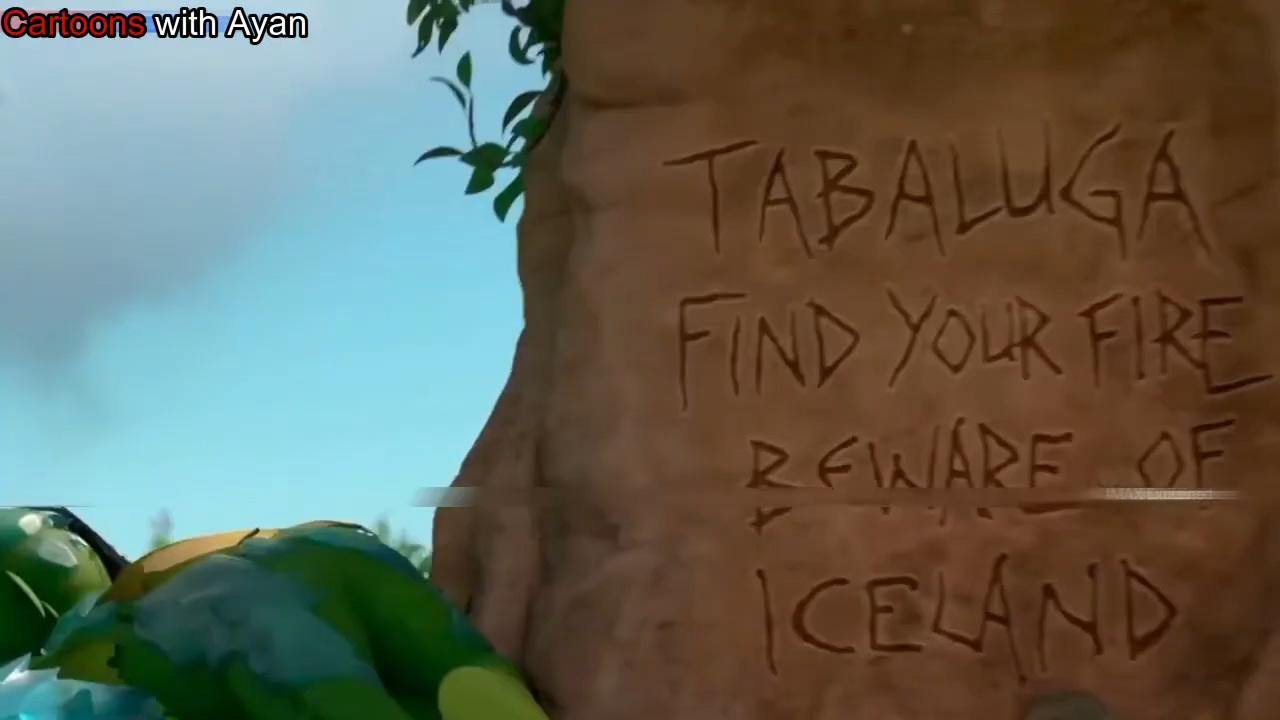 Cartoons with Ayan
TABALUGA
FIND YOUR FIRE
BEWARE OF
ICELAND